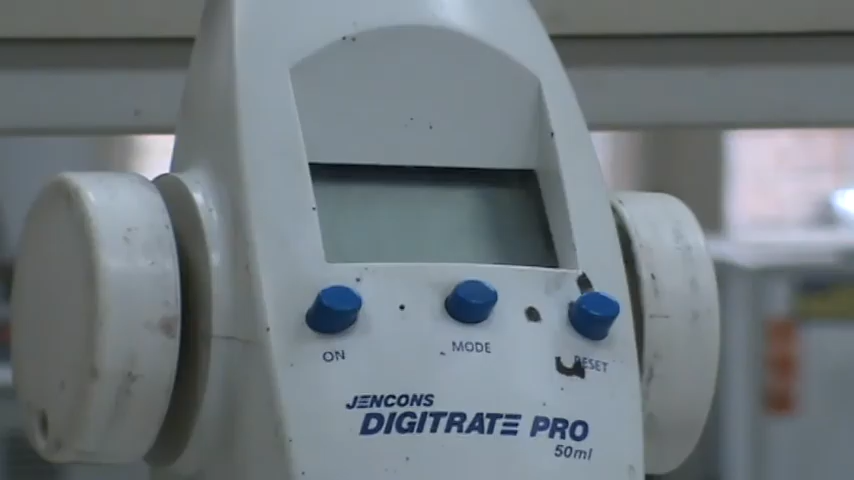 ON
MODE
RESET
JENCONS
DIGITRATE PRO
50ml